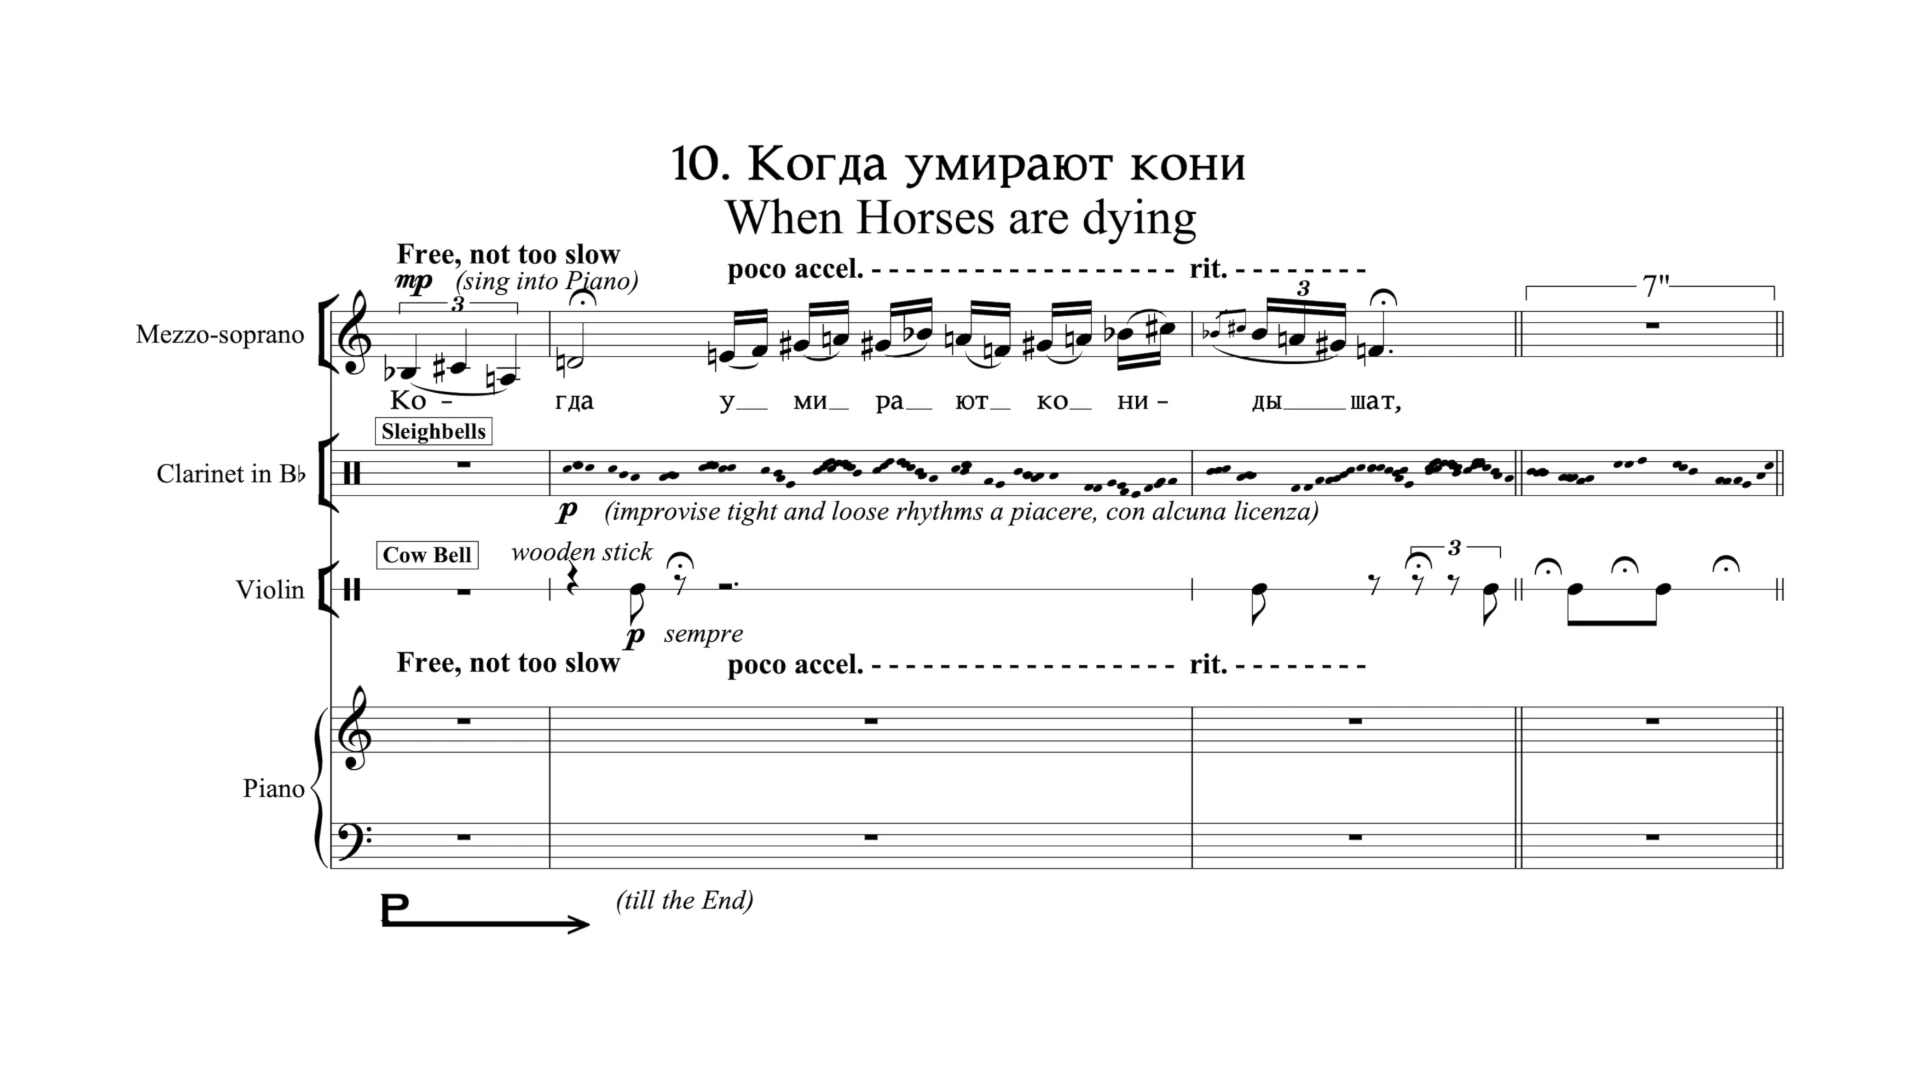 10. Когда умирают кони
When Horses are dying
Free, not too slow
poco accel. rit.
mp (sing into Piano)
3 3 7"
Mezzo-soprano
Ко - гда у ми ра ют ко ни - ды шат,
Sleighbells
Clarinet in B♭
p (improvise tight and loose rhythms a piacere, con alcuna licenza)
Cow Bell wooden stick 3
Violin
p sempre
Free, not too slow poco accel. rit.
Piano
P (till the End)